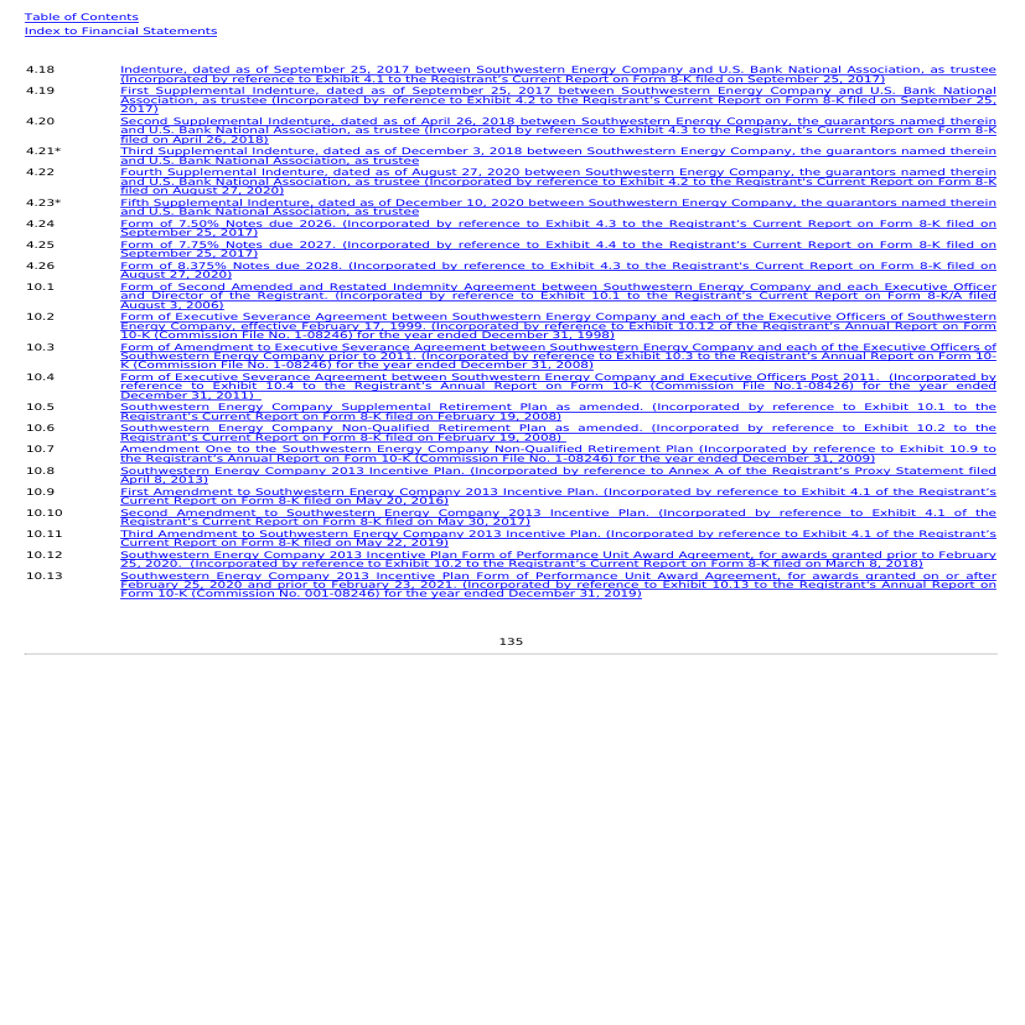 Table of Contents
Index to Financial Statements
4.18 Indenture, dated as of September 25, 2017 between Southwestern Energy Company and U.S. Bank National Association, as trustee
(Incorporated by reference to Exhibit 4.1 to the Registrant's Current Report on Form 8-K filed on September 25, 2017)
4.19 First Supplemental Indenture, dated as of September 25, 2017 between Southwestern Energy Company and U.S. Bank National
Association, as trustee (Incorporated by reference to Exhibit 4.2 to the Registrant's Current Report on Form 8-K filed on September 25,
2017)
4.20 Second Supplemental Indenture, dated as of April 26, 2018 between Southwestern Energy Company, the guarantors named therein
and U.S. Bank National Association, as trustee (Incorporated by reference to Exhibit 4.3 to the Registrant's Current Report on Form 8-K
filed on April 26, 2018)
4.21* Third Supplemental Indenture, dated as of December 3, 2018 between Southwestern Energy Company, the guarantors named therein
and U.S. Bank National Association, as trustee
4.22 Fourth Supplemental Indenture, dated as of August 27, 2020 between Southwestern Energy Company, the guarantors named therein
and U.S. Bank National Association, as trustee (Incorporated by reference to Exhibit 4.2 to the Registrant's Current Report on Form 8-K
filed on August 27, 2020)
4.23* Fifth Supplemental Indenture, dated as of December 10, 2020 between Southwestern Energy Company, the guarantors named therein
and U.S. Bank National Association, as trustee
4.24 Form of 7.50% Notes due 2026. (Incorporated by reference to Exhibit 4.3 to the Registrant's Current Report on Form 8-K filed on
September 25, 2017)
4.25 Form of 7.75% Notes due 2027. (Incorporated by reference to Exhibit 4.4 to the Registrant's Current Report on Form 8-K filed on
September 25, 2017)
4.26 Form of 8.375% Notes due 2028. (Incorporated by reference to Exhibit 4.3 to the Registrant's Current Report on Form 8-K filed on
August 27, 2020)
10.1 Form of Second Amended and Restated Indemnity Agreement between Southwestern Energy Company and each Executive Officer
and Director of the Registrant. (Incorporated by reference to Exhibit 10.1 to the Registrant's Current Report on Form 8-K/A filed
August 3, 2006)
10.2 Form of Executive Severance Agreement between Southwestern Energy Company and each of the Executive Officers of Southwestern
Energy Company, effective February 17, 1999. (Incorporated by reference to Exhibit 10.12 of the Registrant's Annual Report on Form
10-K (Commission File No. 1-08246) for the year ended December 31, 1998)
10.3 Form of Amendment to Executive Severance Agreement between Southwestern Energy Company and each of the Executive Officers of
Southwestern Energy Company prior to 2011. (Incorporated by reference to Exhibit 10.3 to the Registrant's Annual Report on Form 10-
K (Commission File No. 1-08246) for the year ended December 31, 2008)
10.4 Form of Executive Severance Agreement between Southwestern Energy Company and Executive Officers Post 2011. (Incorporated by
reference to Exhibit 10.4 to the Registrant's Annual Report on Form 10-K (Commission File No.1-08426) for the year ended
December 31, 2011)
10.5 Southwestern Energy Company Supplemental Retirement Plan as amended. (Incorporated by reference to Exhibit 10.1 to the
Registrant's Current Report on Form 8-K filed on February 19, 2008)
10.6 Southwestern Energy Company Non-Qualified Retirement Plan as amended. (Incorporated by reference to Exhibit 10.2 to the
Registrant's Current Report on Form 8-K filed on February 19, 2008)
10.7 Amendment One to the Southwestern Energy Company Non-Qualified Retirement Plan (Incorporated by reference to Exhibit 10.9 to
the Registrant's Annual Report on Form 10-K (Commission File No. 1-08246) for the year ended December 31, 2009)
10.8 Southwestern Energy Company 2013 Incentive Plan. (Incorporated by reference to Annex A of the Registrant's Proxy Statement filed
April 8, 2013)
10.9 First Amendment to Southwestern Energy Company 2013 Incentive Plan. (Incorporated by reference to Exhibit 4.1 of the Registrant's
Current Report on Form 8-K filed on May 20, 2016)
10.10 Second Amendment to Southwestern Energy Company 2013 Incentive Plan. (Incorporated by reference to Exhibit 4.1 of the
Registrant's Current Report on Form 8-K filed on May 30, 2017)
10.11 Third Amendment to Southwestern Energy Company 2013 Incentive Plan. (Incorporated by reference to Exhibit 4.1 of the Registrant's
Current Report on Form 8-K filed on May 22, 2019)
10.12 Southwestern Energy Company 2013 Incentive Plan Form of Performance Unit Award Agreement, for awards granted prior to February
25, 2020. (Incorporated by reference to Exhibit 10.2 to the Registrant's Current Report on Form 8-K filed on March 8, 2018)
10.13 Southwestern Energy Company 2013 Incentive Plan Form of Performance Unit Award Agreement, for awards granted on or after
February 25, 2020 and prior to February 23, 2021. (Incorporated by reference to Exhibit 10.13 to the Registrant's Annual Report on
Form 10-K (Commission No. 001-08246) for the year ended December 31, 2019)
135